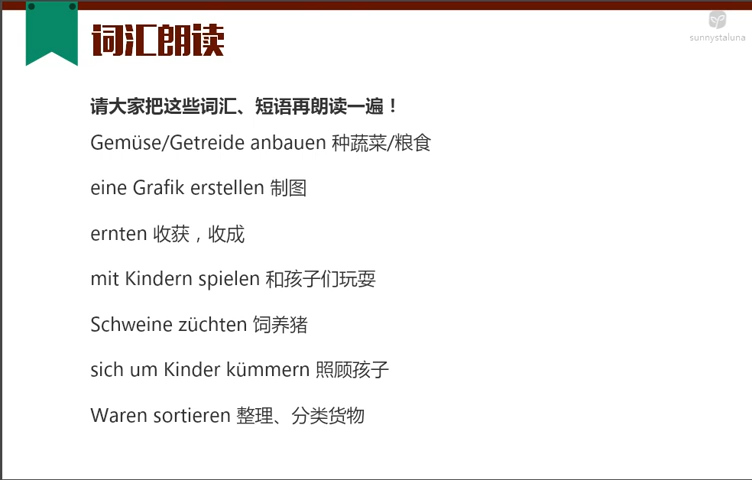 词汇朗读
sunnystaluna
请大家把这些词汇、短语再朗读一遍！
Gemüse/Getreide anbauen 种蔬菜/粮食
eine Grafik erstellen 制图
ernten 收获，收成
mit Kindern spielen 和孩子们玩耍
Schweine züchten 饲养猪
sich um Kinder kümmern 照顾孩子
Waren sortieren 整理、分类货物